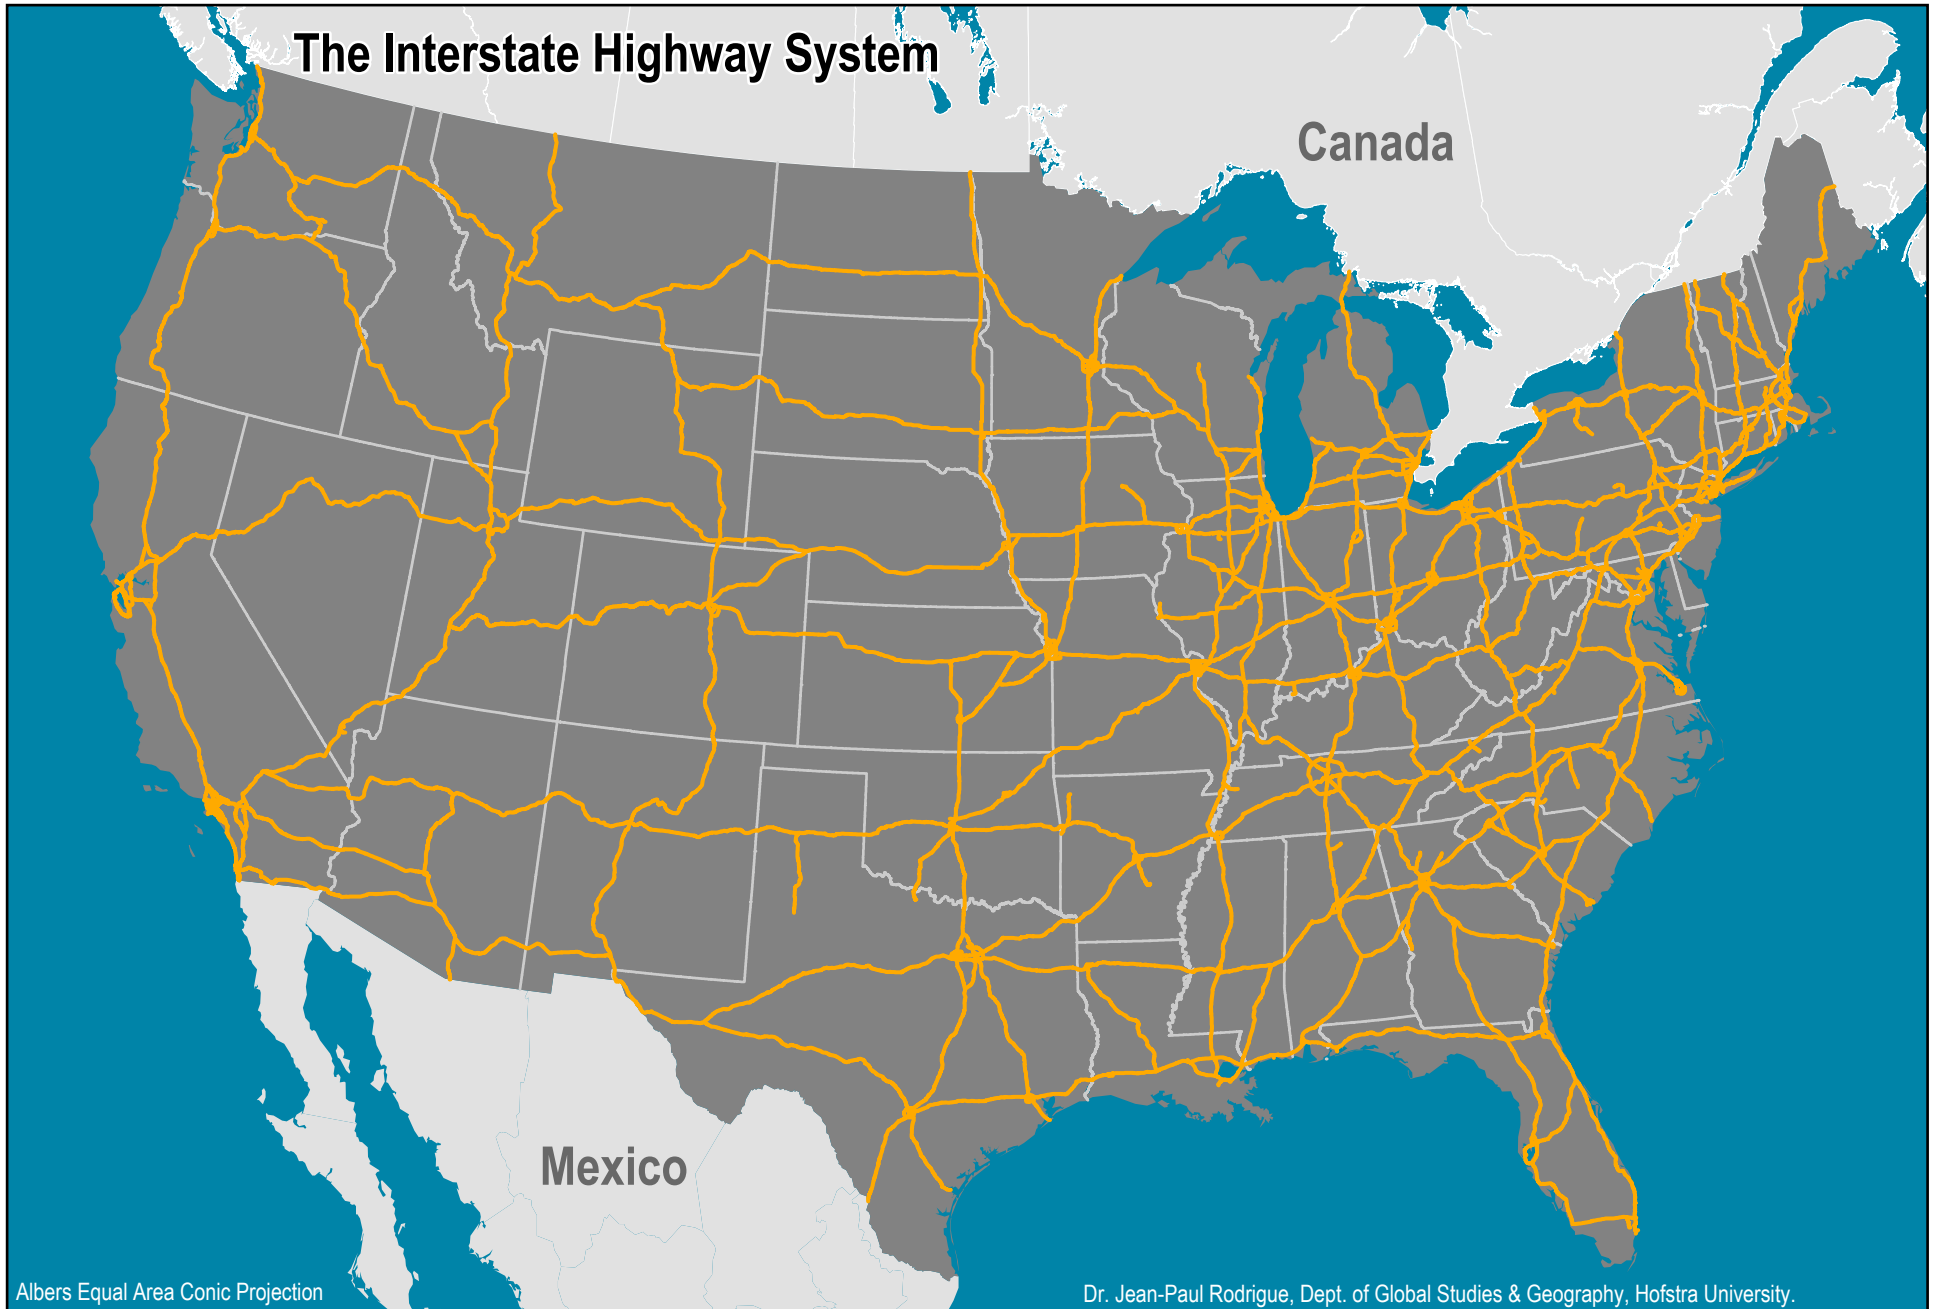 The Interstate Highway System
Canada
Mexico
Albers Equal Area Conic Projection
Dr. Jean-Paul Rodrigue, Dept. of Global Studies & Geography, Hofstra University.